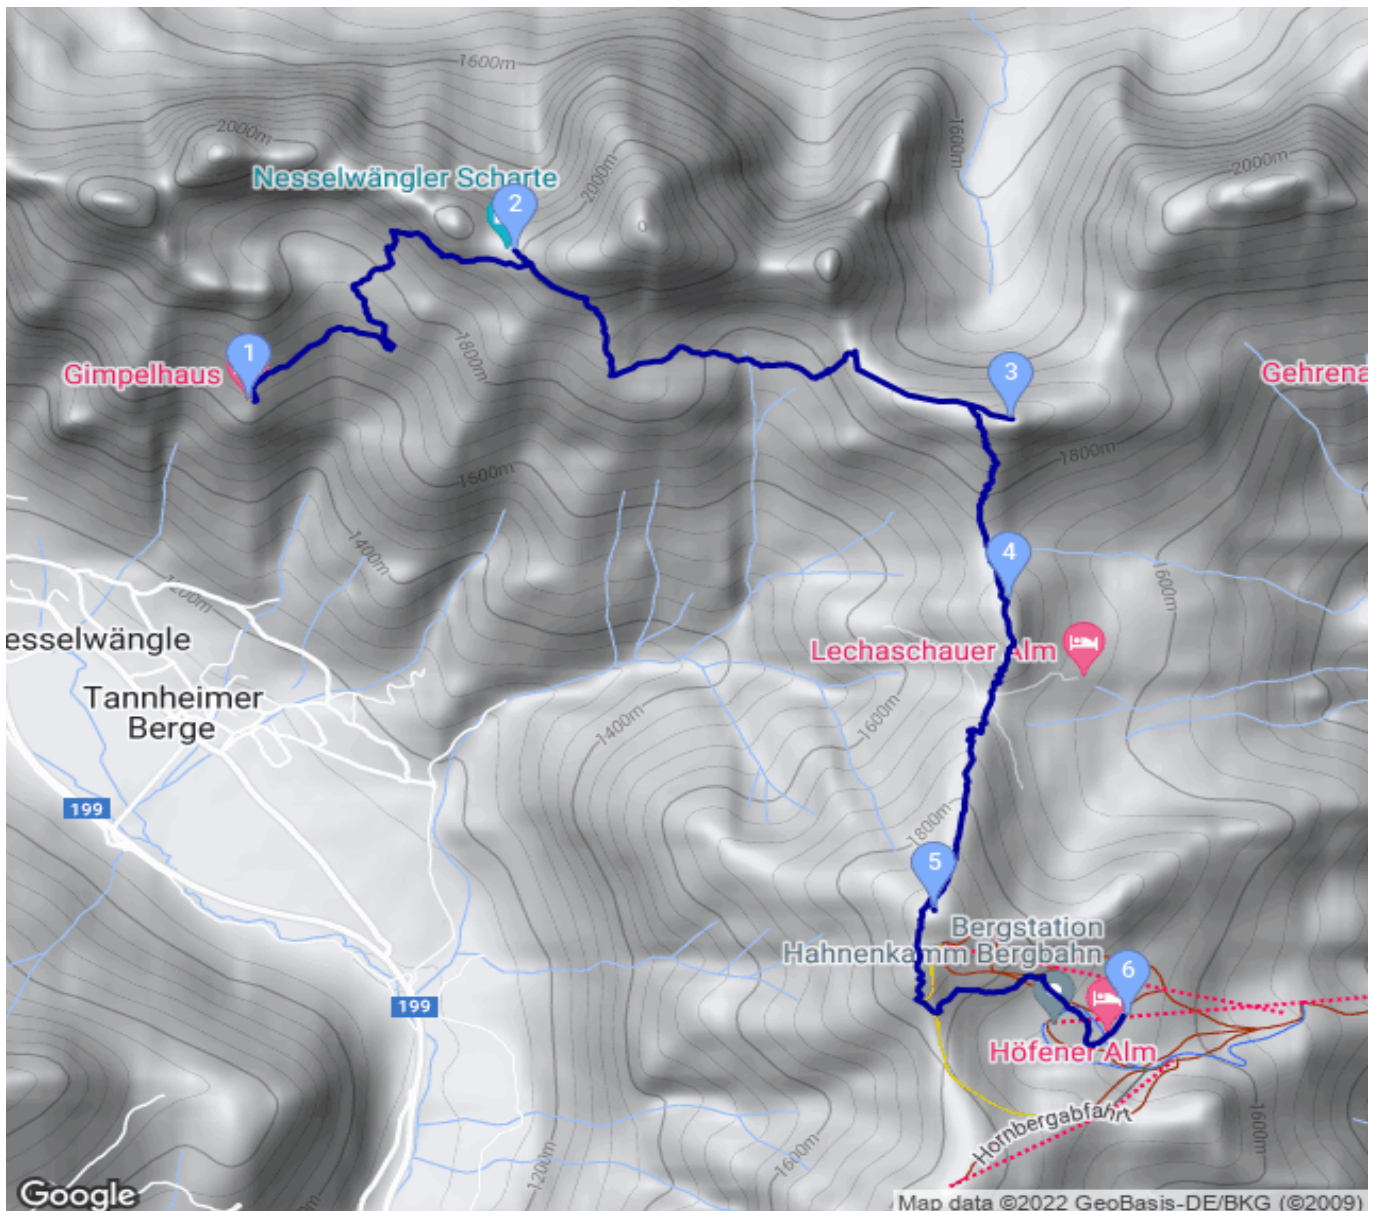 1600m
2000m
1600m
2000m
2000m
Nesselwängler Scharte
2
0
1
1800m
3
Gimpelhaus
Gehrena
1800m
1600m
1400m
4
1600m
1200m
esselwängle
Lechaschauer Alm
Tannheimer
Berge
1400m
1600m
199
1800m
5
Bergstation
Hahnenkamm Bergbahn
6
199
Höfener Alm
Hornbergabfahrt
1600m
1600m
1200m
Google
Map data ©2022 GeoBasis-DE/BKG (©2009)